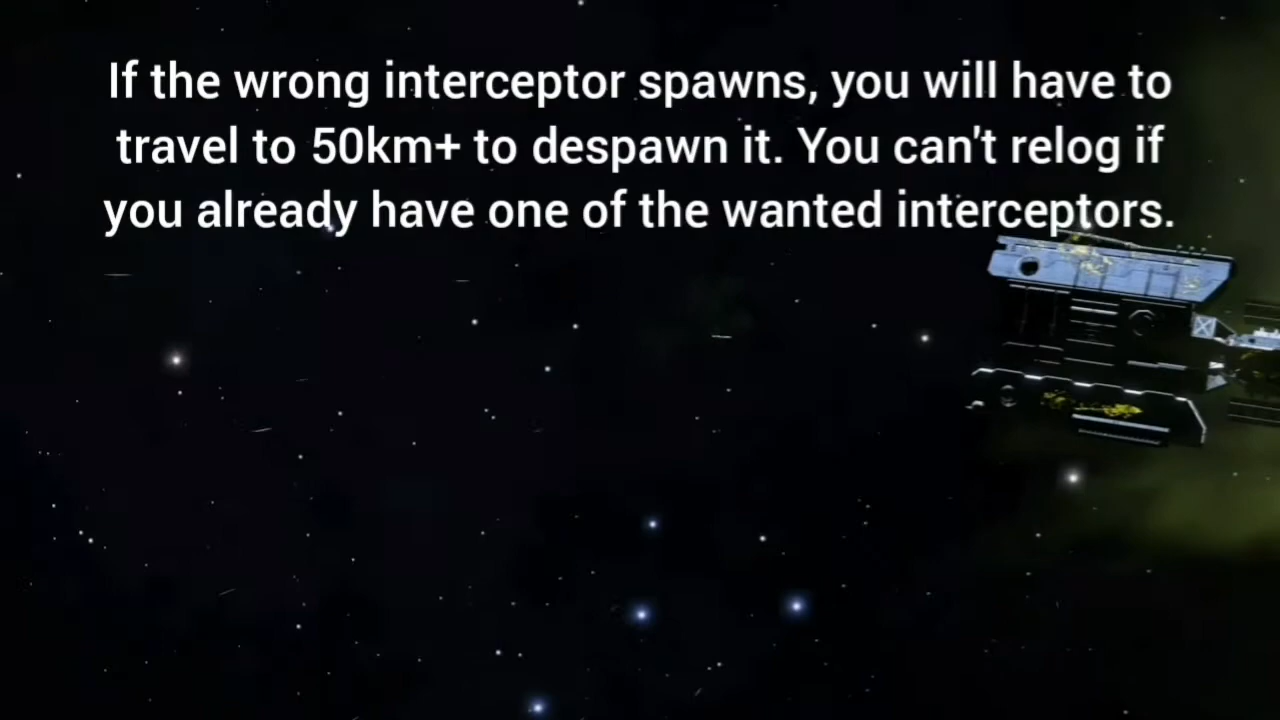 If the wrong interceptor spawns, you will have to
travel to 50km+ to despawn it. You can't relog if
you already have one of the wanted interceptors.